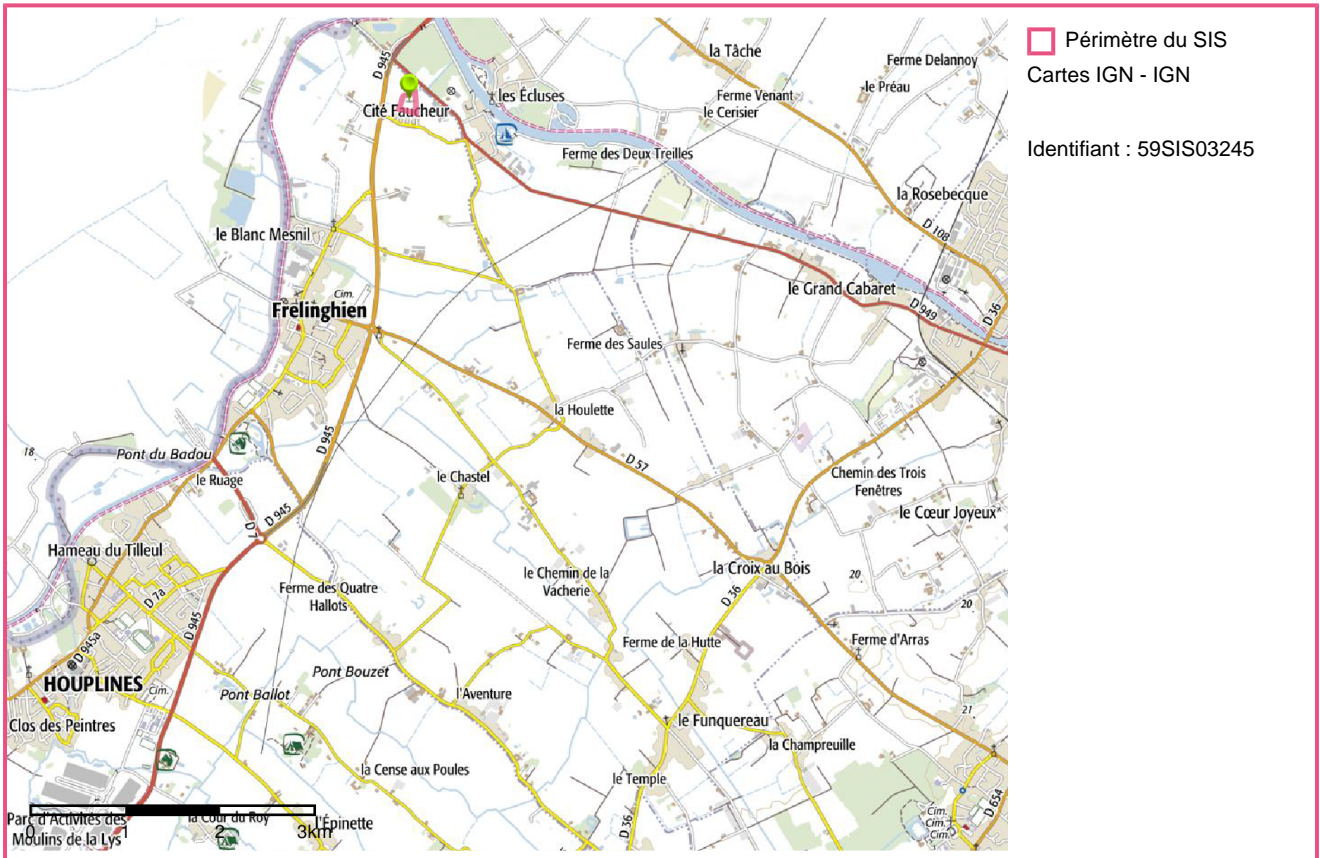 Périmètre du SIS
Cartes IGN - IGN
Identifiant : 59SIS03245
D 945
la Tâche
Ferme Delannoy
le Préau
Ferme Venant
le Cerisier
les Écluses
Cité Faucheur
Ferme des Deux Treilles
la Rosebecque
D 108
le Blanc Mesnil
le Grand Cabaret
D 949
D 36
Cim.
Frelinghien
Ferme des Saules
la Houlette
D 945
D 57
18
Pont du Badou
le Ruage
le Chastel
Chemin des Trois
Fenêtres
le Cœur Joyeux
D 945
D 7
Hameau du Tilleul
la Croix au Bois
20
20
le Chemin de la
Vacherie
Ferme des Quatre
Hallots
D 7a
D 36
D 945
D 945a
Ferme de la Hutte
Ferme d'Arras
Pont Bouzet
HOUPLINES
Cim.
Pont Ballot
l'Aventure
21
Clos des Peintres
le Funquereau
la Champreuille
la Cense aux Poules
le Temple
D 654
Parc d'Activités des
Moulins de la Lys
la Cour du Roy
l'Épinette
D 36
Cim.
Cim.
Cim.
0 1 2 3km